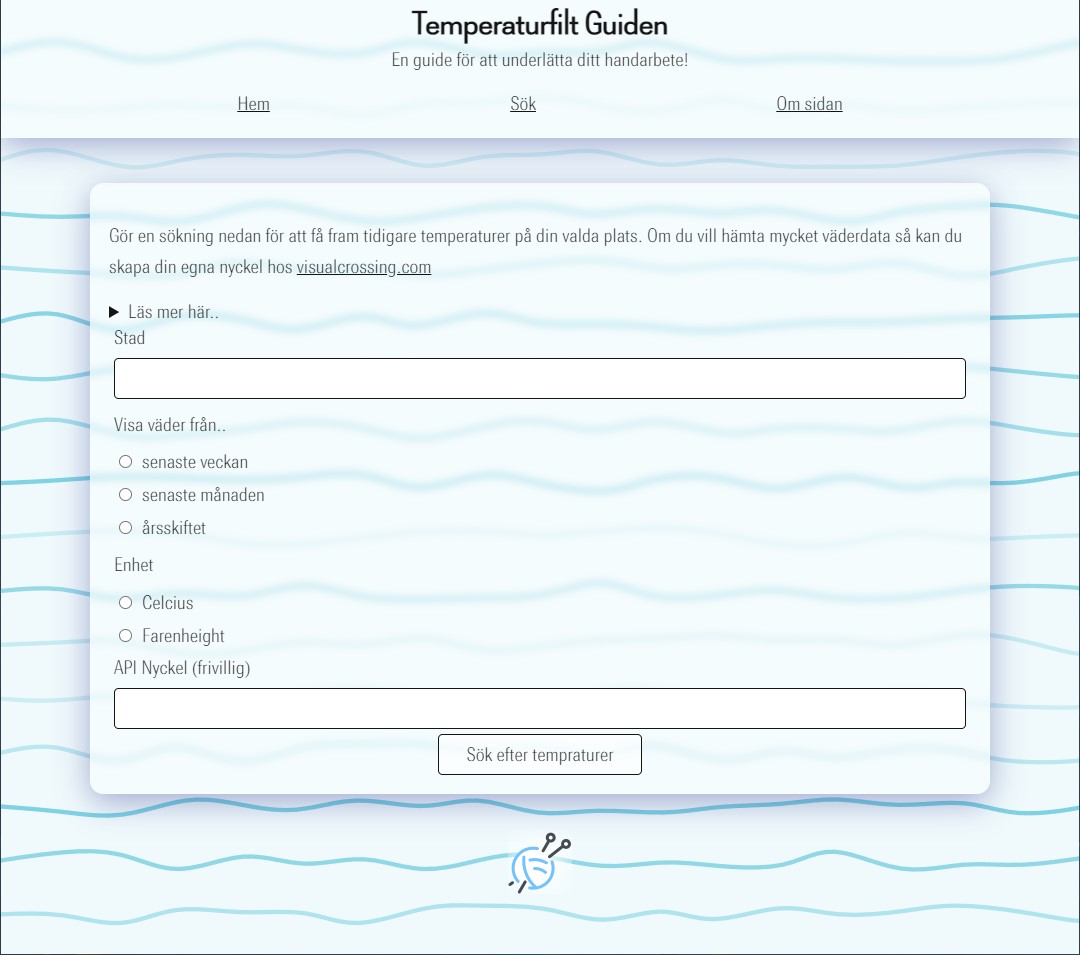 Temperaturfilt Guiden
En guide för att underlätta ditt handarbete!
Hem Sök Om sidan
Gör en sökning nedan för att få fram tidigare temperaturer på din valda plats. Om du vill hämta mycket väderdata så kan du
skapa din egna nyckel hos visualcrossing.com
Läs mer här..
Stad
Visa väder från..
senaste veckan
senaste månaden
årsskiftet
Enhet
Celcius
Farenheight
API Nyckel (frivillig)
Sök efter tempraturer